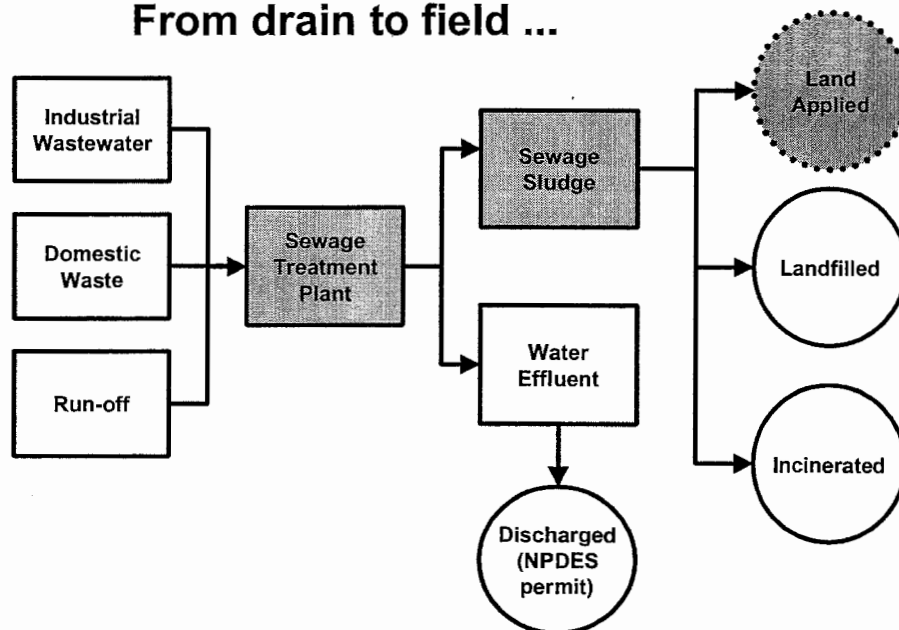 From drain to field ...
Industrial
Wastewater
Domestic
Waste
Run-off
Sewage
Treatment
Plant
Sewage
Sludge
Water
Effluent
Discharged
(NPDES
permit)
Land
Applied
Landfilled
Incinerated